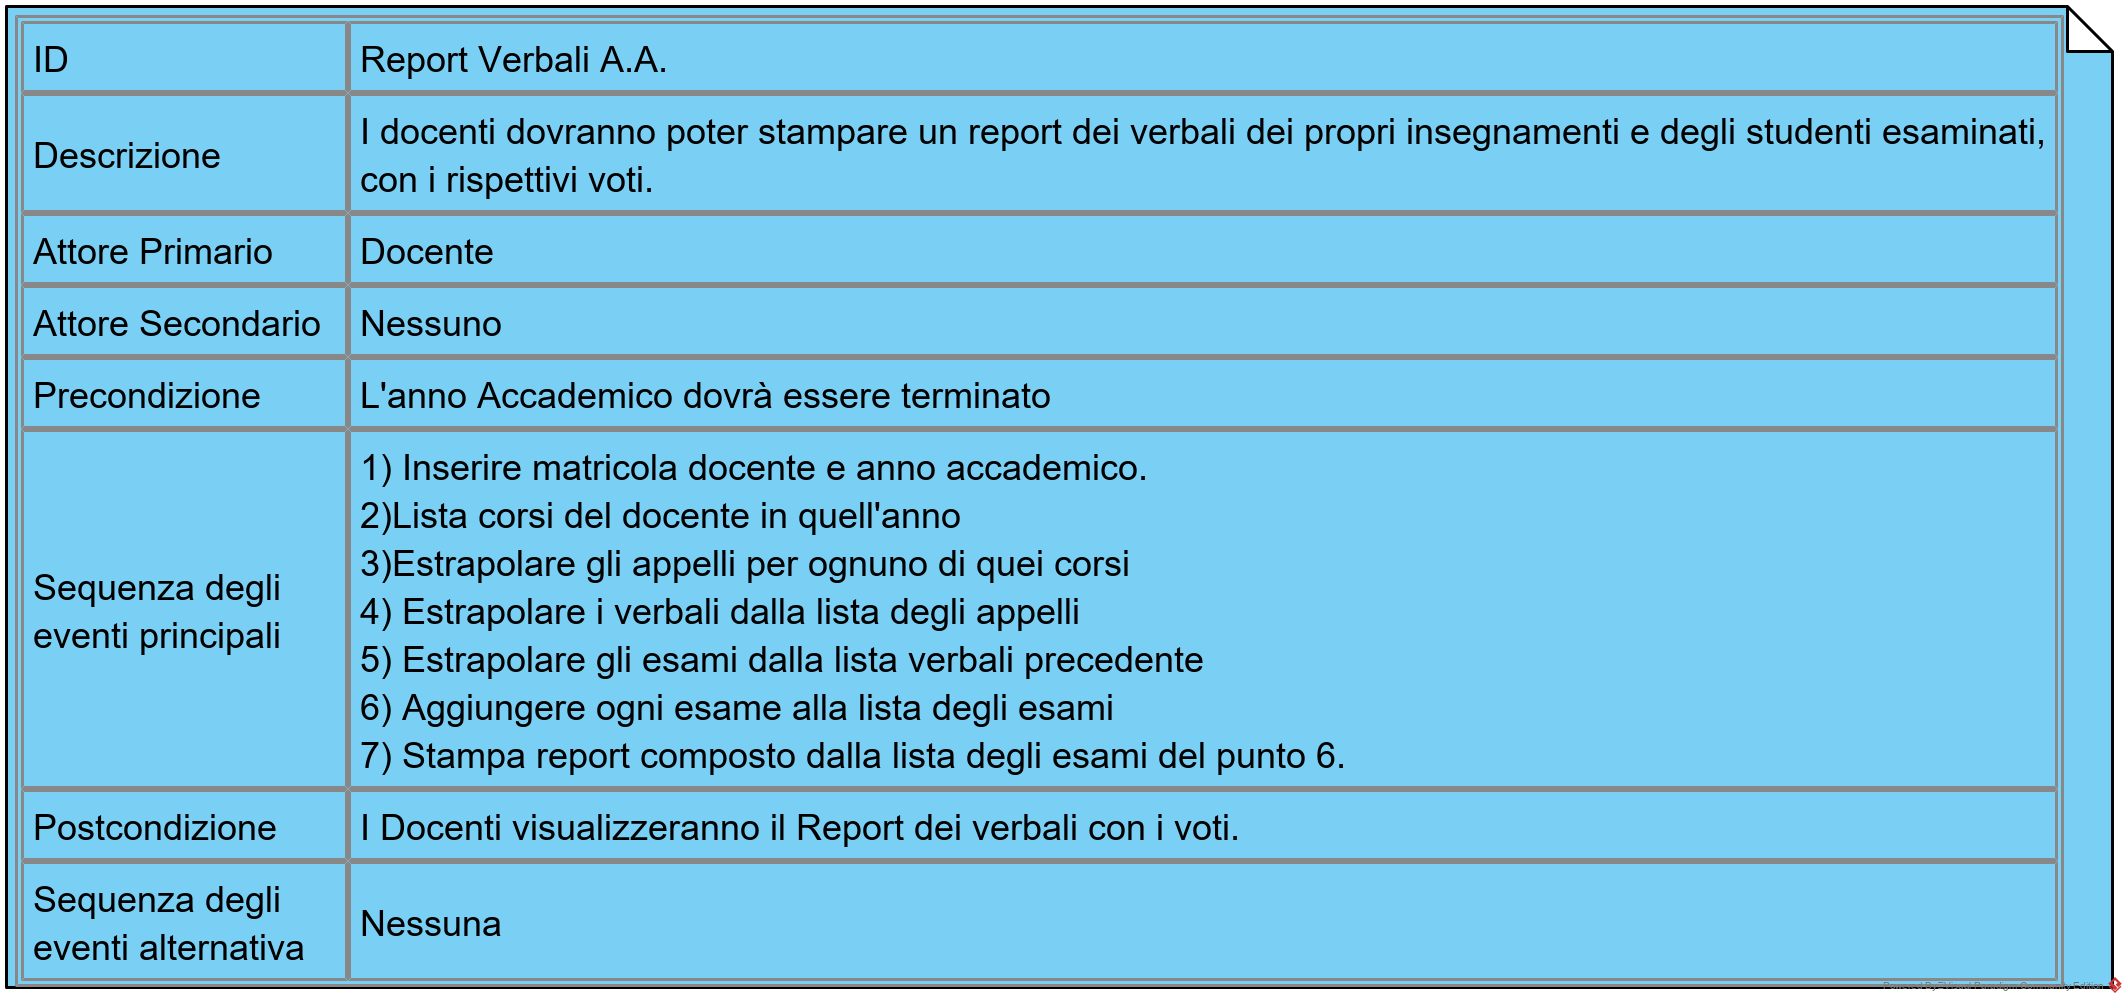 ID
Report Verbali A.A.
Descrizione
I docenti dovranno poter stampare un report dei verbali dei propri insegnamenti e degli studenti esaminati,
con i rispettivi voti.
Attore Primario
Docente
Attore Secondario
Nessuno
Precondizione
L'anno Accademico dovrà essere terminato
Sequenza degli
eventi principali
1) Inserire matricola docente e anno accademico.
2)Lista corsi del docente in quell'anno
3)Estrapolare gli appelli per ognuno di quei corsi
4) Estrapolare i verbali dalla lista degli appelli
5) Estrapolare gli esami dalla lista verbali precedente
6) Aggiungere ogni esame alla lista degli esami
7) Stampa report composto dalla lista degli esami del punto 6.
Postcondizione
I Docenti visualizzeranno il Report dei verbali con i voti.
Sequenza degli
eventi alternativa
Nessuna
Powered By Visual Paradigm Community Edition